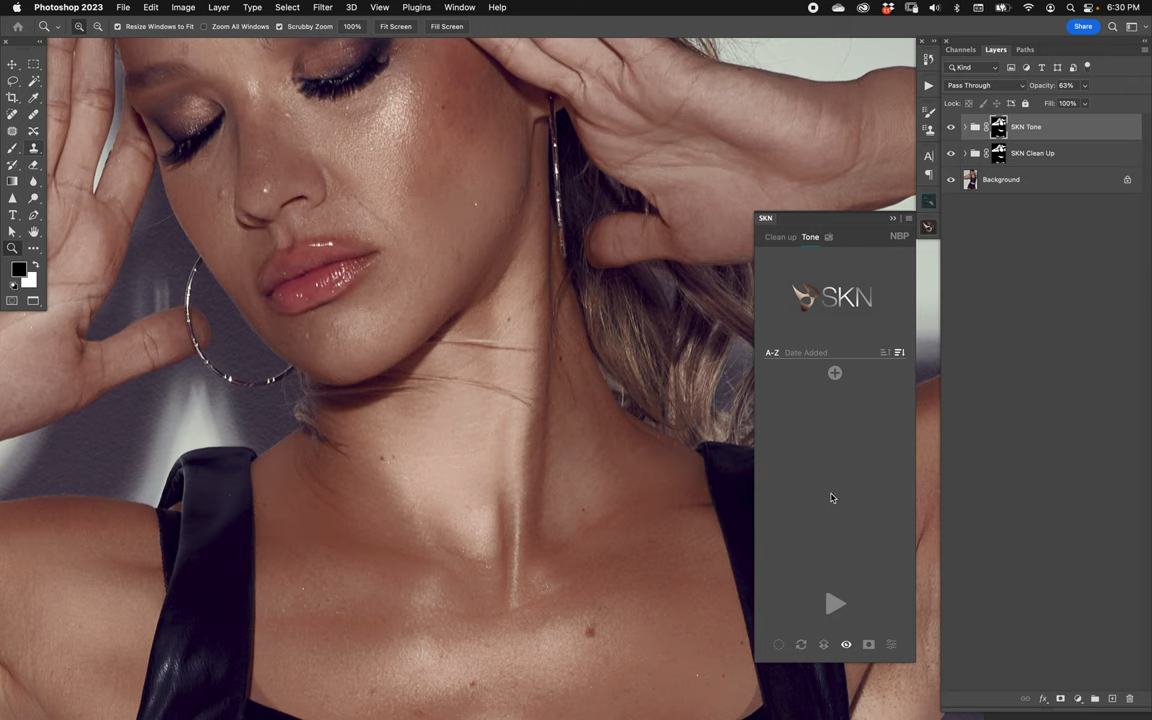 Photoshop 2023 File Edit Image Layer Type Select Filter 3D View Plugins Window Help 6:30 PM
Resize Windows to Fit Zoom All Windows Scrubby Zoom 100% Fit Screen Fill Screen Share
Channels Layers Paths
Kind
Pass Through Opacity: 63%
Lock: Fill: 100%
SKN Tone
SKN Clean Up
Background
SKN
Clean up Tone NBP
SKN
A-Z Date Added